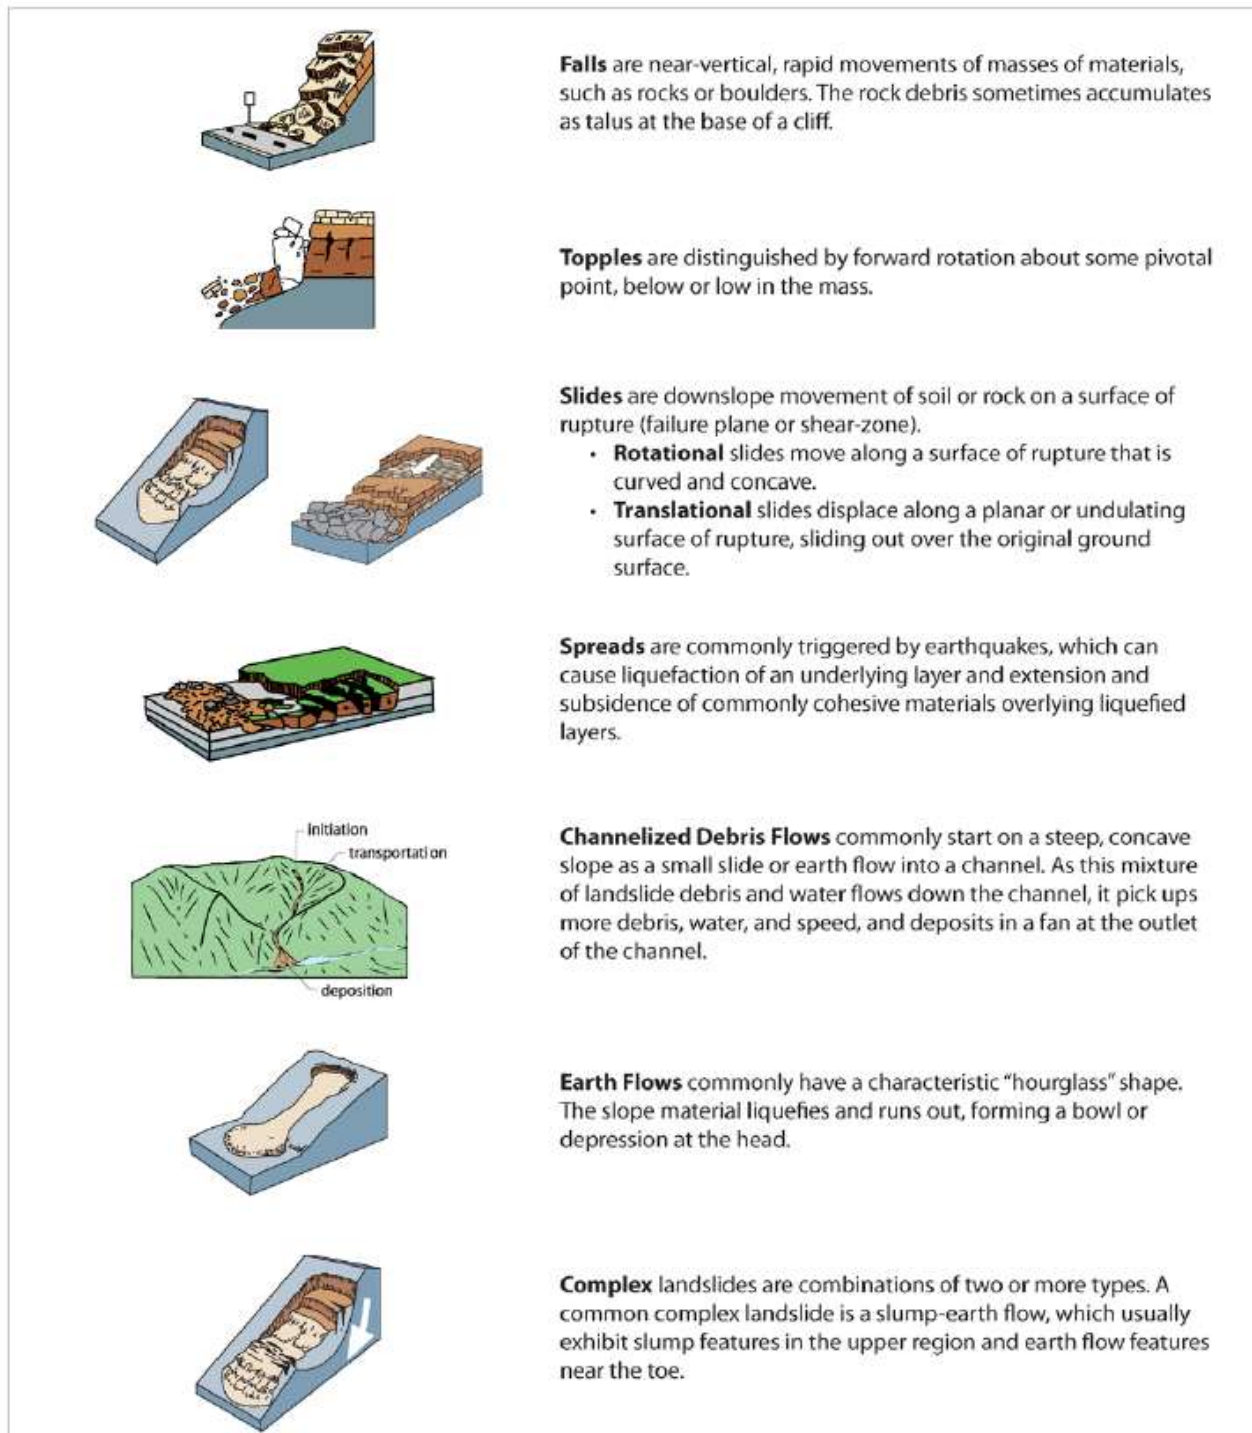 Falls are near-vertical, rapid movements of masses of materials,
such as rocks or boulders. The rock debris sometimes accumulates
as talus at the base of a cliff.
Topples are distinguished by forward rotation about some pivotal
point, below or low in the mass.
Slides are downslope movement of soil or rock on a surface of
rupture (failure plane or shear-zone).
• Rotational slides move along a surface of rupture that is
curved and concave.
• Translational slides displace along a planar or undulating
surface of rupture, sliding out over the original ground
surface.
Spreads are commonly triggered by earthquakes, which can
cause liquefaction of an underlying layer and extension and
subsidence of commonly cohesive materials overlying liquefied
layers.
initiation
transportation
deposition
Channelized Debris Flows commonly start on a steep, concave
slope as a small slide or earth flow into a channel. As this mixture
of landslide debris and water flows down the channel, it pick ups
more debris, water, and speed, and deposits in a fan at the outlet
of the channel.
Earth Flows commonly have a characteristic "hourglass" shape.
The slope material liquefies and runs out, forming a bowl or
depression at the head.
Complex landslides are combinations of two or more types. A
common complex landslide is a slump-earth flow, which usually
exhibit slump features in the upper region and earth flow features
near the toe.